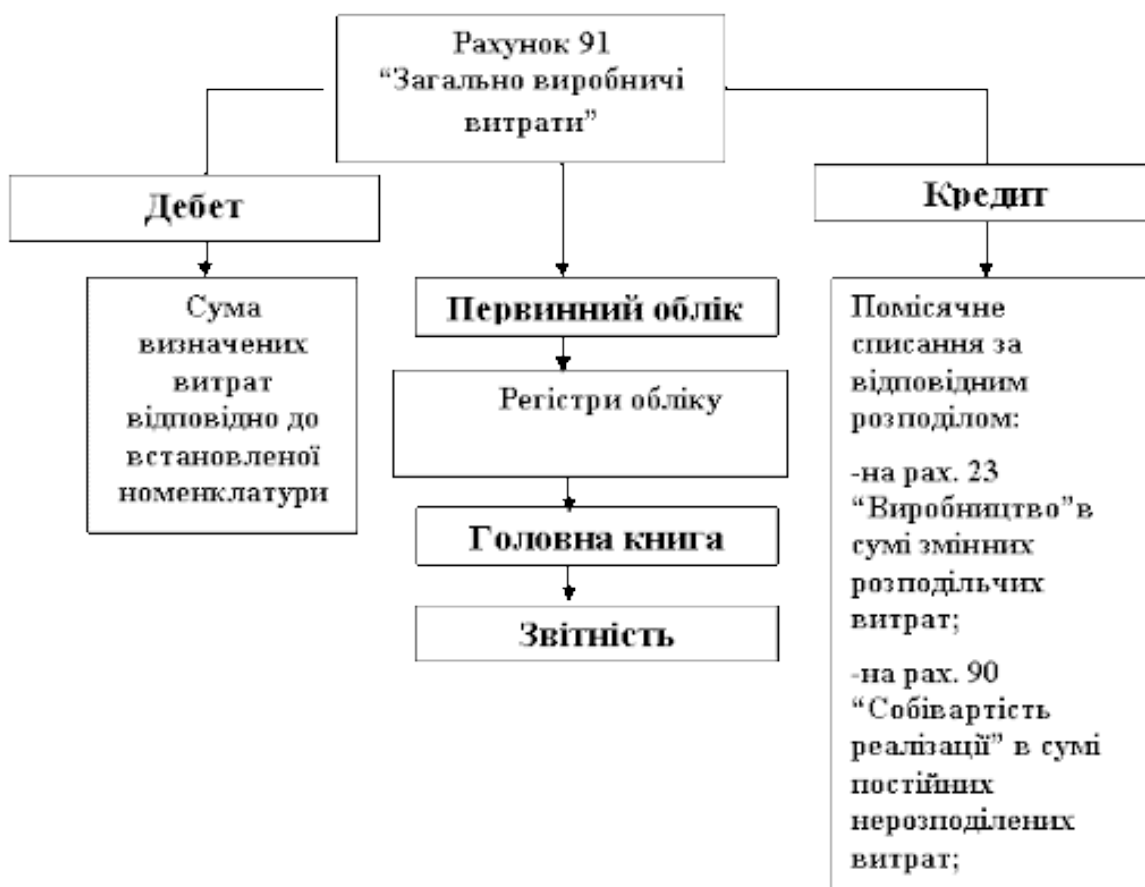 Рахунок 91
“Загально виробничі
витрати”
Дебет
Сума
визначених
витрат
відповідно до
встановленої
номенклатури
Первинний облік
Регістри обліку
Головна книга
Звітність
Кредит
Помісячне
списання за
відповідним
розподілом:
-на рах. 23
“Виробництво”в
сумі змінних
розподільчих
витрат;
-на рах. 90
“Собівартість
реалізації” в сумі
постійних
нерозподілених
витрат;